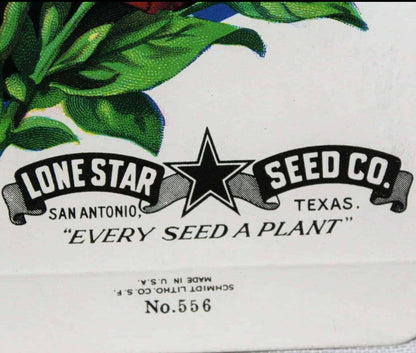 LONE STAR SEED CO.
SAN ANTONIO, TEXAS.
"EVERY SEED A PLANT"
SCHMIDT LITHO. CO. S. F.
MADE IN U.S.A.
No. 556